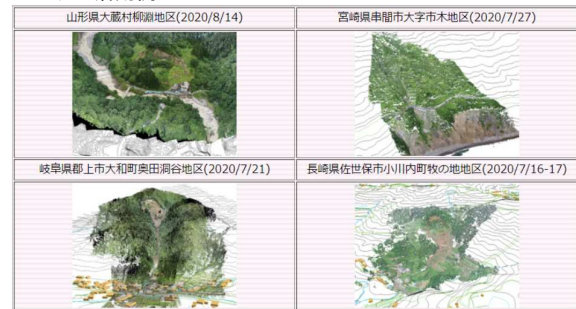 山形県大蔵村柳淵地区(2020/8/14)
宮崎県串間市大字市木地区(2020/7/27)
岐阜県郡上市大和町奥田洞谷地区(2020/7/21)
長崎県佐世保市小川内町牧の地地区(2020/7/16-17)